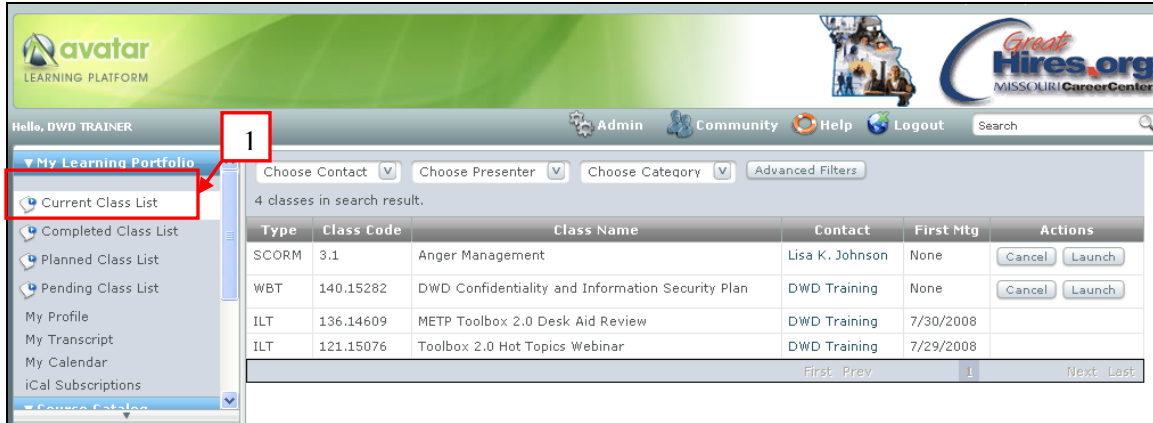 avatar
LEARNING PLATFORM
Great
Hires.org
MISSOURI CareerCenter
Hello, DWD TRAINER
Admin Community Help Logout Search
1
My Learning Portfolio
Current Class List
Completed Class List
Planned Class List
Pending Class List
My Profile
My Transcript
My Calendar
iCal Subscriptions
Course Catalog
Choose Contact Choose Presenter Choose Category Advanced Filters
4 classes in search result.
Type Class Code Class Name Contact First Mtg Actions
SCORM 3.1 Anger Management Lisa K. Johnson None Cancel Launch
WBT 140.15282 DWD Confidentiality and Information Security Plan DWD Training None Cancel Launch
ILT 136.14609 METP Toolbox 2.0 Desk Aid Review DWD Training 7/30/2008
ILT 121.15076 Toolbox 2.0 Hot Topics Webinar DWD Training 7/29/2008
First Prev 1 Next Last